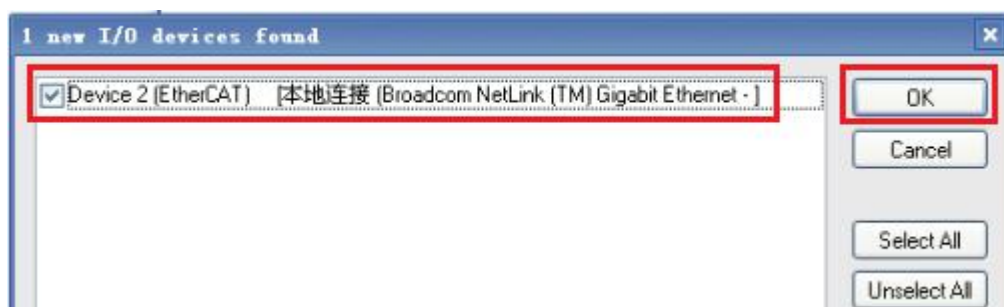 1 new I/O devices found
Device 2 (EtherCAT) [本地连接 (Broadcom NetLink (TM) Gigabit Ethernet - ]
OK
Cancel
Select All
Unselect All